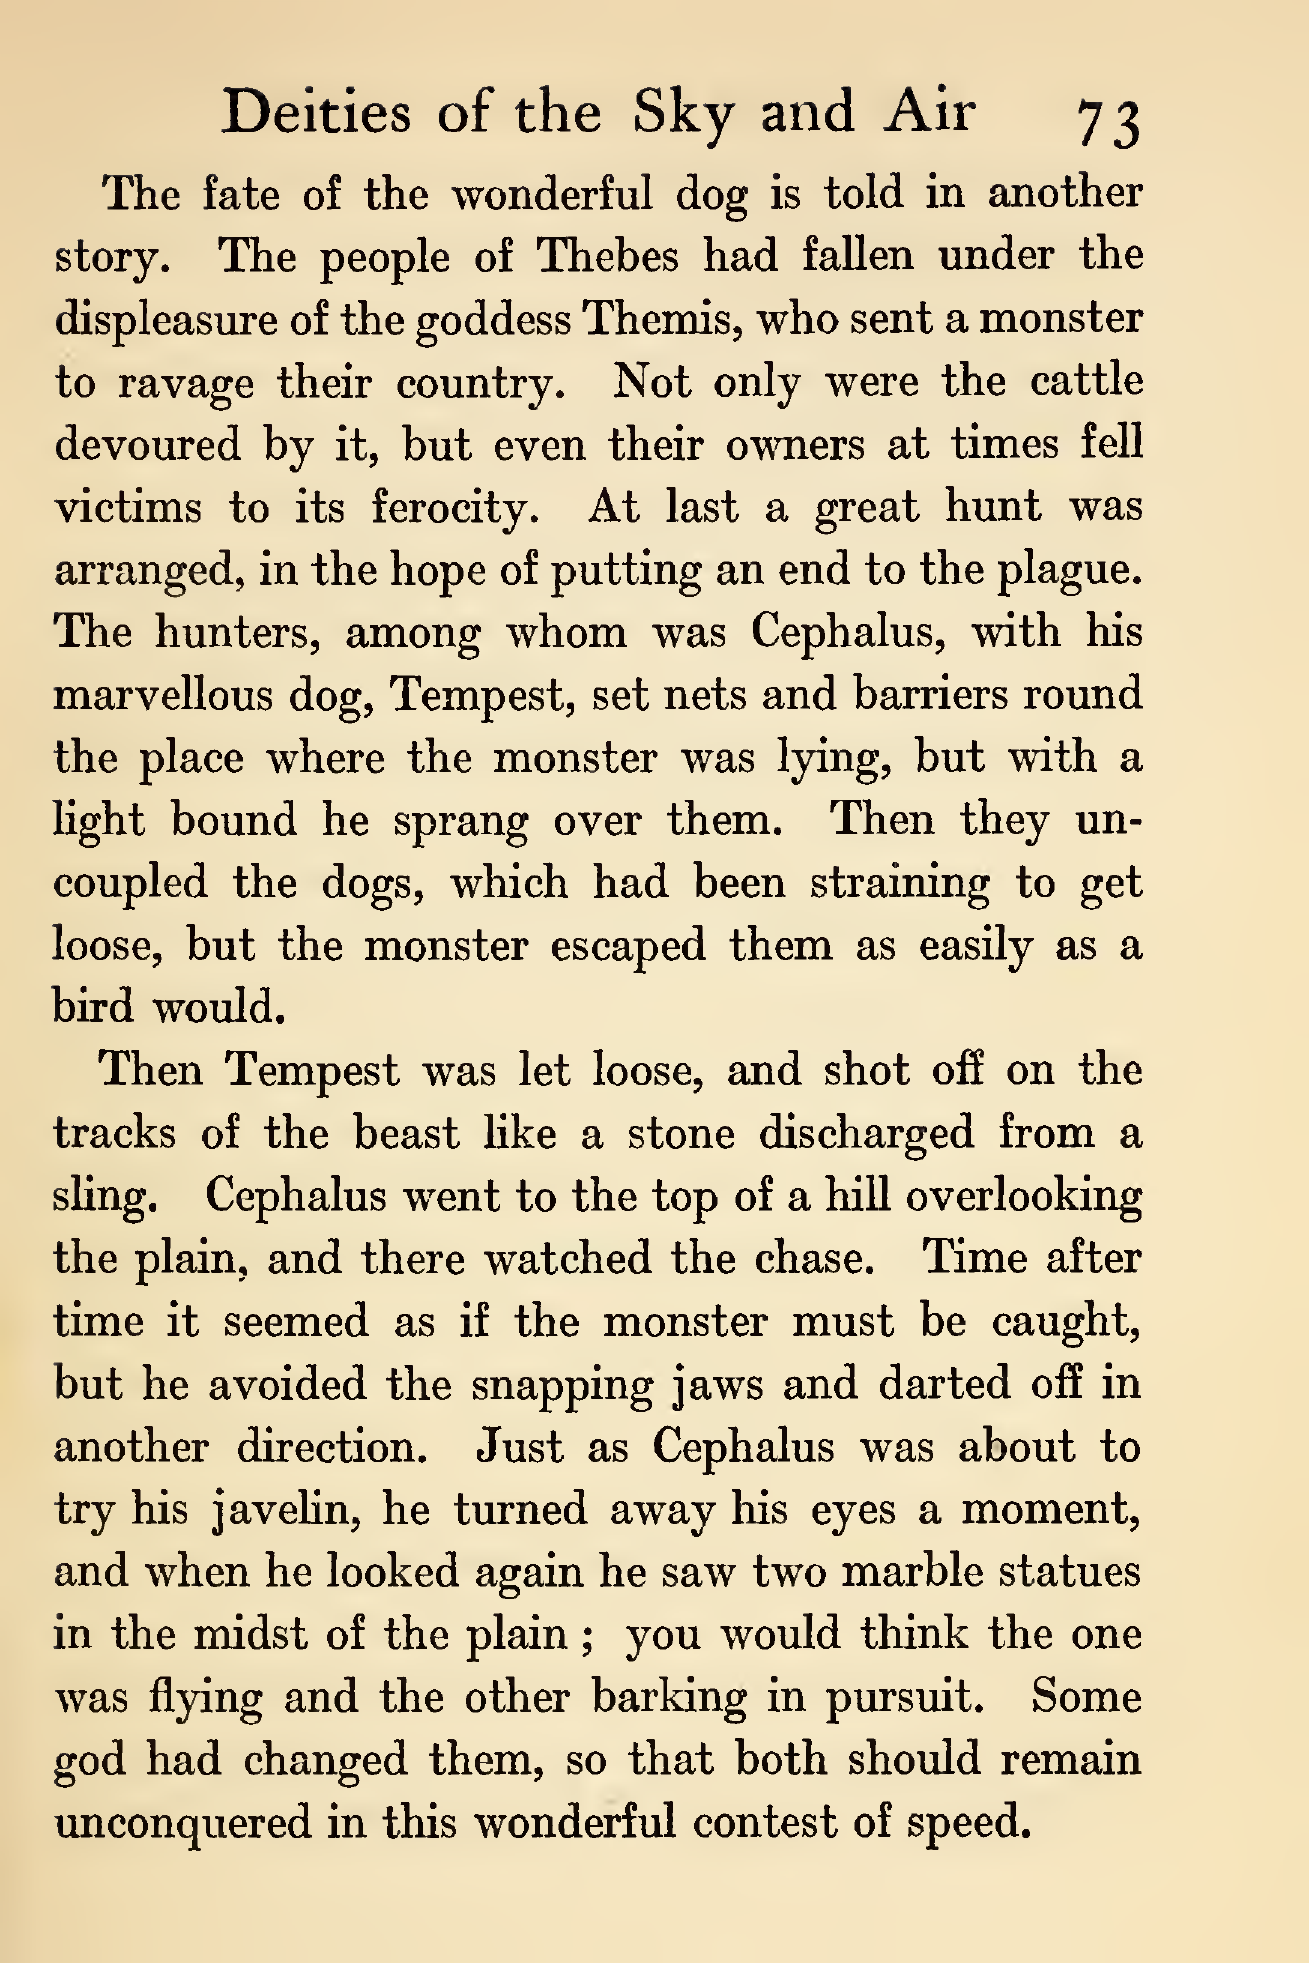 Deities of the Sky and Air 73
The fate of the wonderful dog is told in another
story. The people of Thebes had fallen under the
displeasure of the goddess Themis, who sent a monster
to ravage their country. Not only were the cattle
devoured by it, but even their owners at times fell
victims to its ferocity. At last a great hunt was
arranged, in the hope of putting an end to the plague.
The hunters, among whom was Cephalus, with his
marvellous dog, Tempest, set nets and barriers round
the place where the monster was lying, but with a
light bound he sprang over them. Then they un-
coupled the dogs, which had been straining to get
loose, but the monster escaped them as easily as a
bird would.
Then Tempest was let loose, and shot off on the
tracks of the beast like a stone discharged from a
sling. Cephalus went to the top of a hill overlooking
the plain, and there watched the chase. Time after
time it seemed as if the monster must be caught,
but he avoided the snapping jaws and darted off in
another direction. Just as Cephalus was about to
try his javelin, he turned away his eyes a moment,
and when he looked again he saw two marble statues
in the midst of the plain ; you would think the one
was flying and the other barking in pursuit. Some
god had changed them, so that both should remain
unconquered in this wonderful contest of speed.